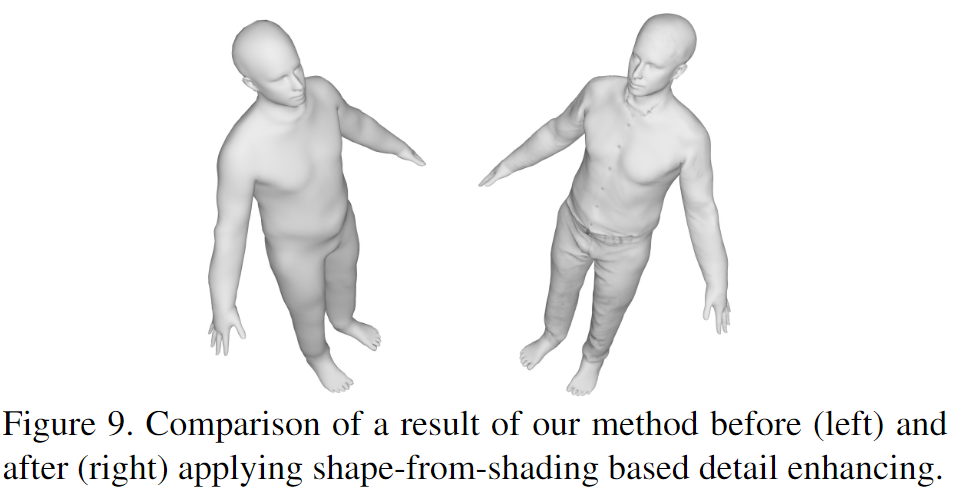 Figure 9. Comparison of a result of our method before (left) and
after (right) applying shape-from-shading based detail enhancing.